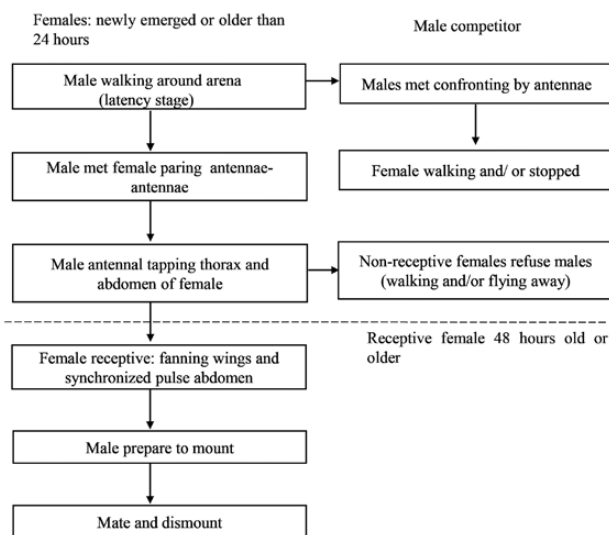 Females: newly emerged or older than
24 hours
Male competitor
Male walking around arena
(latency stage)
Males met confronting by antennae
Male met female paring antennae-
antennae
Female walking and/ or stopped
Male antennal tapping thorax and
abdomen of female
Non-receptive females refuse males
(walking and/or flying away)
Receptive female 48 hours old or
older
Female receptive: fanning wings and
synchronized pulse abdomen
Male prepare to mount
Mate and dismount